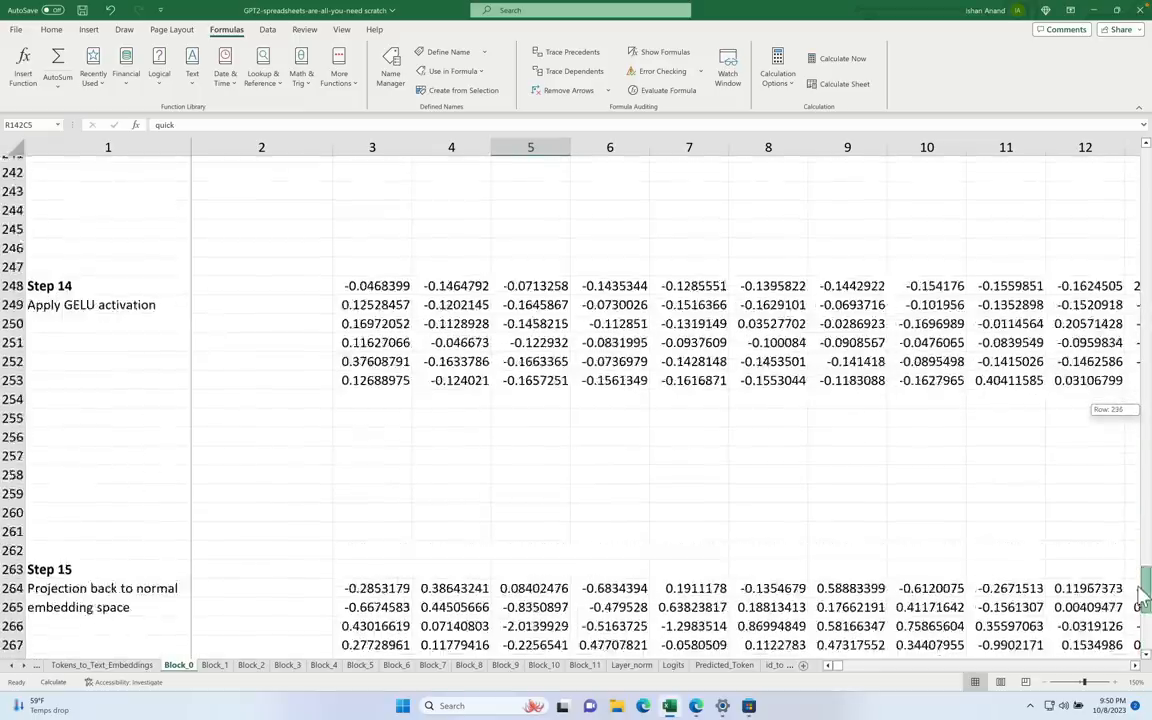 AutoSave Off GPT2-spreadsheets-are-all-you-need scratch Search Ishan Anand IA
File Home Insert Draw Page Layout Formulas Data Review View Help Comments Share
Insert Function AutoSum Recently Used Financial Logical Text Date & Time Lookup & Reference Math & Trig More Functions Name Manager Define Name Use in Formula Create from Selection Trace Precedents Trace Dependents Remove Arrows Show Formulas Error Checking Evaluate Formula Watch Window Calculation Options Calculate Now Calculate Sheet
Function Library Defined Names Formula Auditing Calculation
R142C5 fx quick
1 2 3 4 5 6 7 8 9 10 11 12
241
242
243
244
245
246
247
248 Step 14 -0.0468399 -0.1464792 -0.0713258 -0.1435344 -0.1285551 -0.1395822 -0.1442922 -0.154176 -0.1559851 -0.1624505 2
249 Apply GELU activation 0.12528457 -0.1202145 -0.1645867 -0.0730026 -0.1516366 -0.1629101 -0.0693716 -0.101956 -0.1352898 -0.1520918 -
250 0.16972052 -0.1128928 -0.1458215 -0.112851 -0.1319149 0.03527702 -0.0286923 -0.1696989 -0.0114564 0.20571428 -
251 0.11627066 -0.046673 -0.122932 -0.0831995 -0.0937609 -0.100084 -0.0908567 -0.0476065 -0.0839549 -0.0959834 -
252 0.37608791 -0.1633786 -0.1663365 -0.0736979 -0.1428148 -0.1453501 -0.141418 -0.0895498 -0.1415026 -0.1462586 -
253 0.12688975 -0.124021 -0.1657251 -0.1561349 -0.1616871 -0.1553044 -0.1183088 -0.1627965 0.40411585 0.03106799
254
Row: 236
255
256
257
258
259
260
261
262
263 Step 15
264 Projection back to normal -0.2853179 0.38643241 0.08402476 -0.6834394 0.1911178 -0.1354679 0.58883399 -0.6120075 -0.2671513 0.11967373
265 embedding space -0.6674583 0.44505666 -0.8350897 -0.479528 0.63823817 0.18813413 0.17662191 0.41171642 -0.1561307 0.00409477 0
266 0.43016619 0.07140803 -2.0139929 -0.5163725 -1.2983514 0.86994849 0.58166347 0.75865604 0.35597063 -0.0319126 -
267 0.27728961 0.11779416 -0.2256541 0.47707821 -0.0580509 0.1122783 0.47317552 0.34407955 -0.9902171 0.1534986 0
... Tokens_to_Text_Embeddings Block_0 Block_1 Block_2 Block_3 Block_4 Block_5 Block_6 Block_7 Block_8 Block_9 Block_10 Block_11 Layer_norm Logits Predicted_Token id_to ...
Ready Calculate Accessibility: Investigate 150%
59°F
Temps drop
Search
9:50 PM
10/8/2023